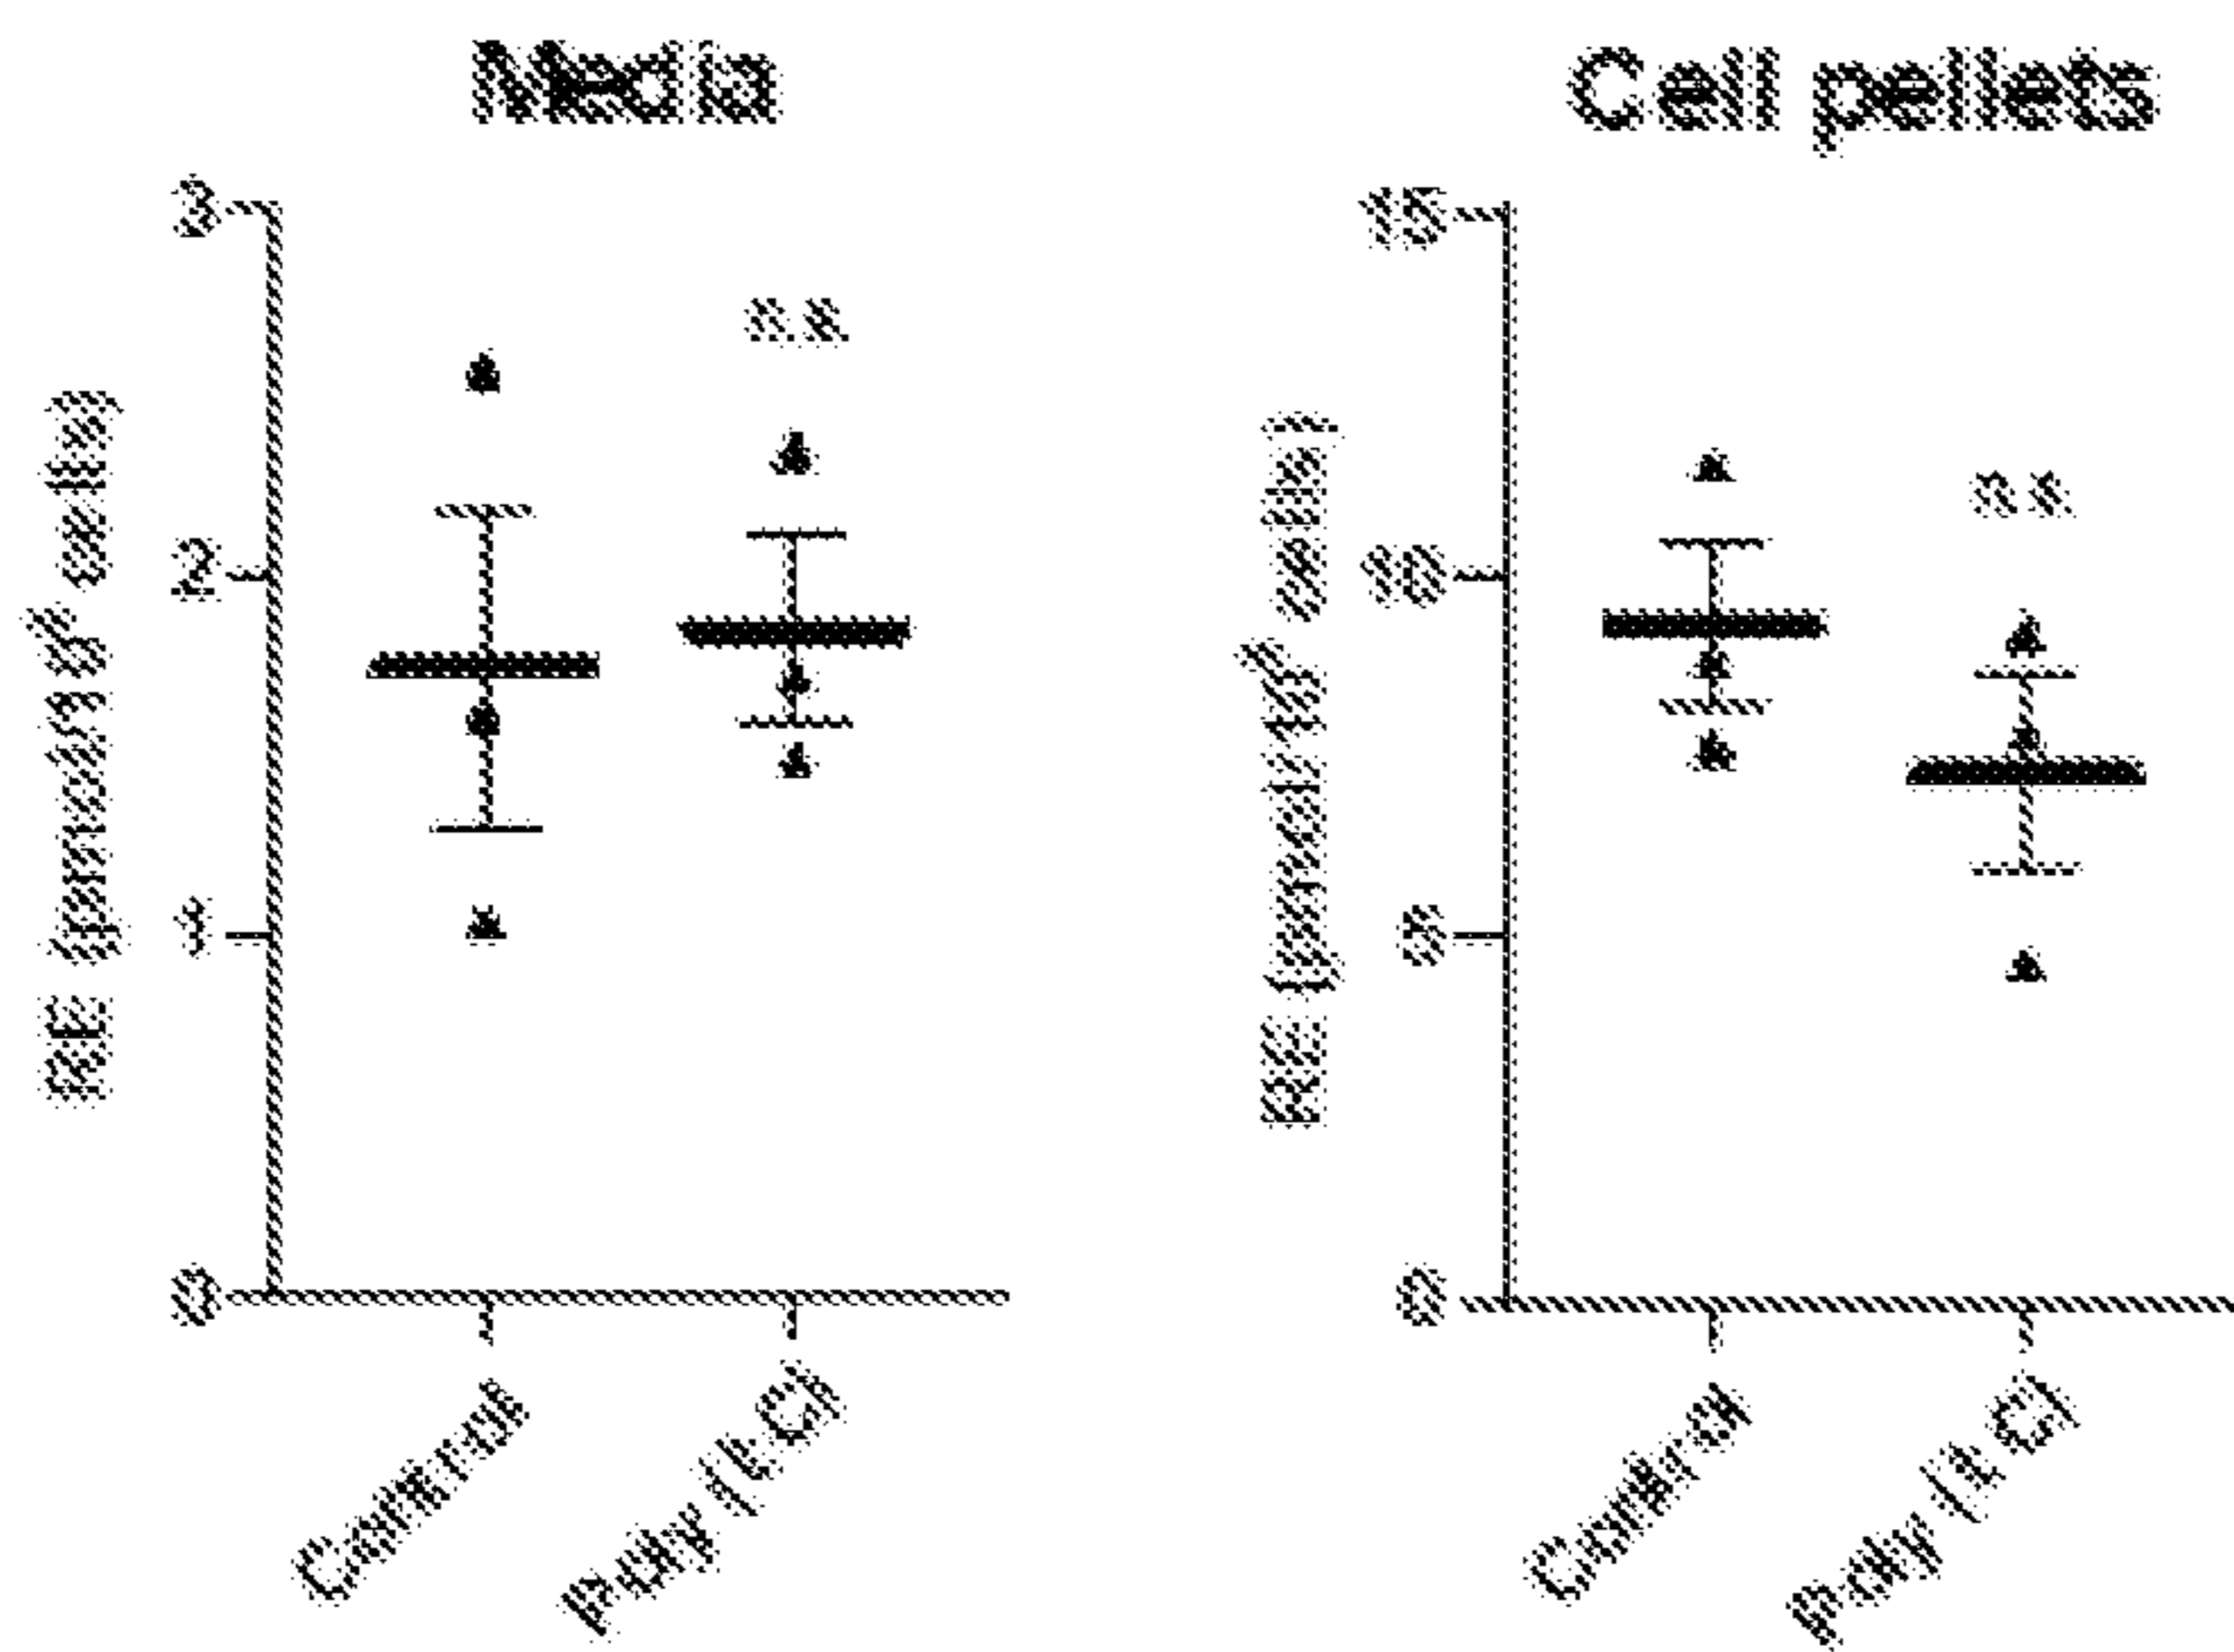 Media
3
2
1
0
n.s
Control
Poly (I:C)
Cell pellets
15
10
5
0
n.s
Control
Poly (I:C)